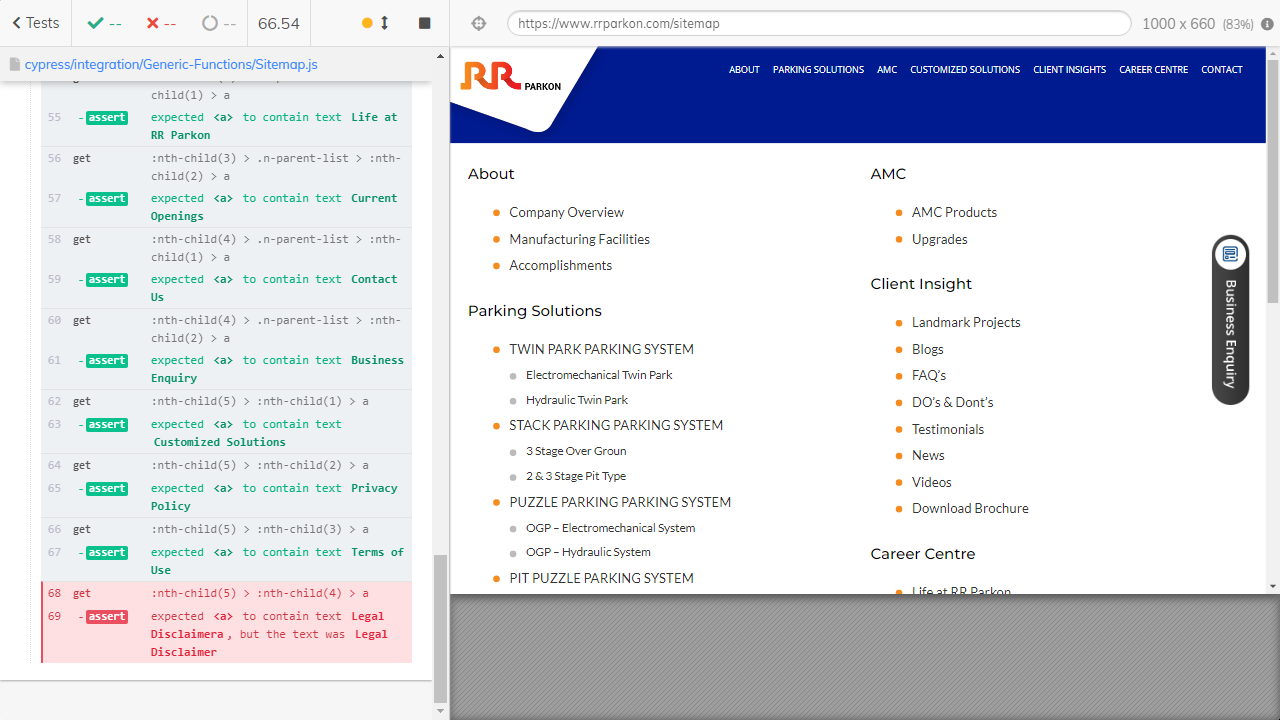 Tests
--
--
--
66.54
https://www.rrparkon.com/sitemap
1000 x 660 (83%)
cypress/integration/Generic-Functions/Sitemap.js
child(1) > a
55 - assert expected <a> to contain text Life at
RR Parkon
56 get :nth-child(3) > .n-parent-list > :nth-
child(2) > a
57 - assert expected <a> to contain text Current
Openings
58 get :nth-child(4) > .n-parent-list > :nth-
child(1) > a
59 - assert expected <a> to contain text Contact
Us
60 get :nth-child(4) > .n-parent-list > :nth-
child(2) > a
61 - assert expected <a> to contain text Business
Enquiry
62 get :nth-child(5) > :nth-child(1) > a
63 - assert expected <a> to contain text
Customized Solutions
64 get :nth-child(5) > :nth-child(2) > a
65 - assert expected <a> to contain text Privacy
Policy
66 get :nth-child(5) > :nth-child(3) > a
67 - assert expected <a> to contain text Terms of
Use
68 get :nth-child(5) > :nth-child(4) > a
69 - assert expected <a> to contain text Legal
Disclaimera, but the text was Legal
Disclaimer
RR PARKON
ABOUT PARKING SOLUTIONS AMC CUSTOMIZED SOLUTIONS CLIENT INSIGHTS CAREER CENTRE CONTACT
About
Company Overview
Manufacturing Facilities
Accomplishments
Parking Solutions
TWIN PARK PARKING SYSTEM
Electromechanical Twin Park
Hydraulic Twin Park
STACK PARKING PARKING SYSTEM
3 Stage Over Groun
2 & 3 Stage Pit Type
PUZZLE PARKING PARKING SYSTEM
OGP – Electromechanical System
OGP – Hydraulic System
PIT PUZZLE PARKING SYSTEM
AMC
AMC Products
Upgrades
Client Insight
Landmark Projects
Blogs
FAQ's
DO's & Dont's
Testimonials
News
Videos
Download Brochure
Career Centre
Life at RR Parkon
Business Enquiry